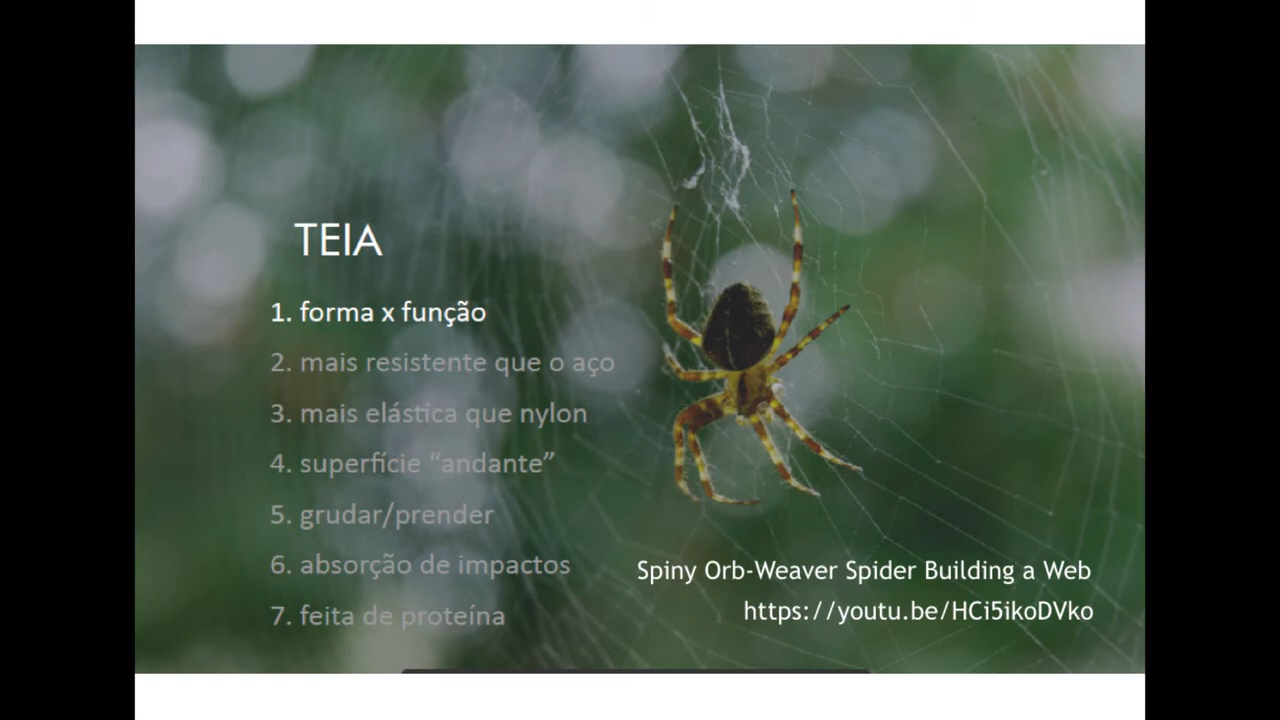 TEIA
1. forma x função
2. mais resistente que o aço
3. mais elástica que nylon
4. superfície “andante”
5. grudar/prender
6. absorção de impactos
7. feita de proteína
Spiny Orb-Weaver Spider Building a Web
https://youtu.be/HCi5ikoDVko